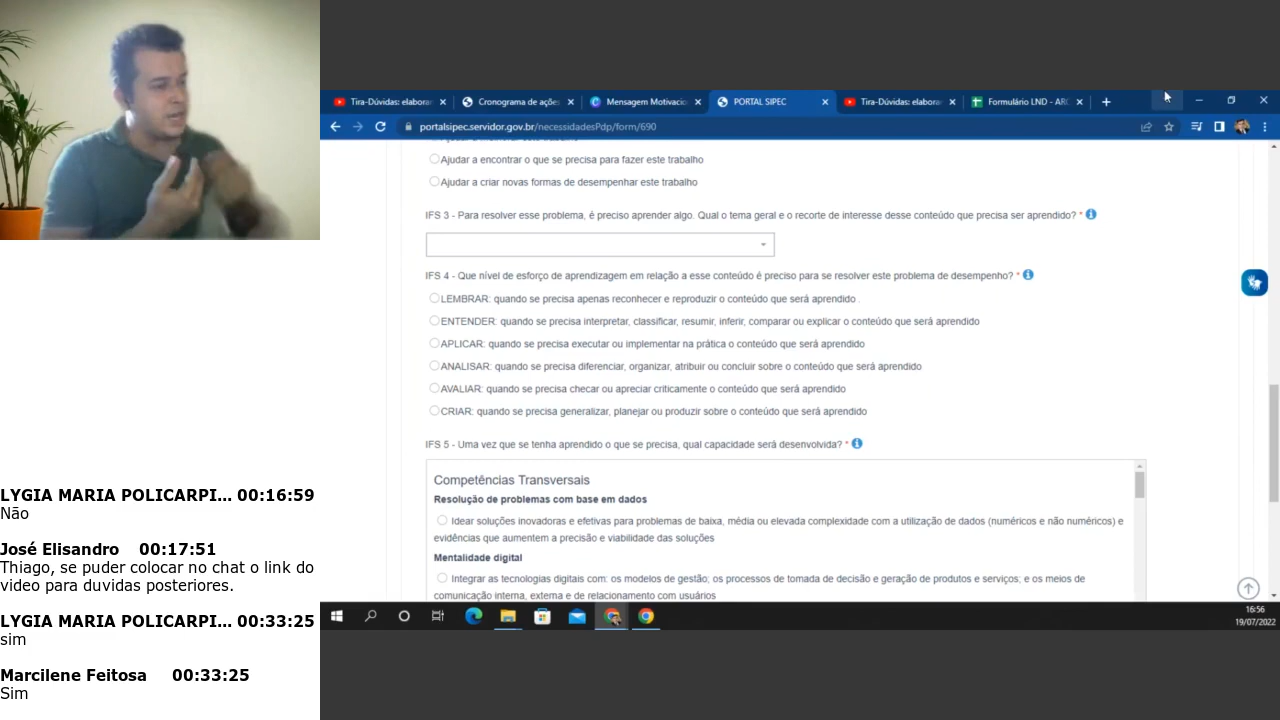 Tira-Dúvidas: elabora
Cronograma de açõe
Mensagem Motivaci
PORTAL SIPEC
Tira-Dúvidas: elabora
Formulário LND - AR
portalsipec.servidor.gov.br/necessidadesPdp/form/690
Ajudar a encontrar o que se precisa para fazer este trabalho
Ajudar a criar novas formas de desempenhar este trabalho
IFS 3 - Para resolver esse problema, é preciso aprender algo. Qual o tema geral e o recorte de interesse desse conteúdo que precisa ser aprendido? *
IFS 4 - Que nível de esforço de aprendizagem em relação a esse conteúdo é preciso para se resolver este problema de desempenho? *
LEMBRAR: quando se precisa apenas reconhecer e reproduzir o conteúdo que será aprendido .
ENTENDER: quando se precisa interpretar, classificar, resumir, inferir, comparar ou explicar o conteúdo que será aprendido
APLICAR: quando se precisa executar ou implementar na prática o conteúdo que será aprendido
ANALISAR: quando se precisa diferenciar, organizar, atribuir ou concluir sobre o conteúdo que será aprendido
AVALIAR: quando se precisa checar ou apreciar criticamente o conteúdo que será aprendido
CRIAR: quando se precisa generalizar, planejar ou produzir sobre o conteúdo que será aprendido
IFS 5 - Uma vez que se tenha aprendido o que se precisa, qual capacidade será desenvolvida? *
Competências Transversais
Resolução de problemas com base em dados
Idear soluções inovadoras e efetivas para problemas de baixa, média ou elevada complexidade com a utilização de dados (numéricos e não numéricos) e
evidências que aumentem a precisão e viabilidade das soluções
Mentalidade digital
Integrar as tecnologias digitais com: os modelos de gestão; os processos de tomada de decisão e geração de produtos e serviços; e os meios de
comunicação interna, externa e de relacionamento com usuários
16:56
19/07/2022
LYGIA MARIA POLICARPI... 00:16:59
Não
José Elisandro 00:17:51
Thiago, se puder colocar no chat o link do
video para duvidas posteriores.
LYGIA MARIA POLICARPI... 00:33:25
sim
Marcilene Feitosa 00:33:25
Sim